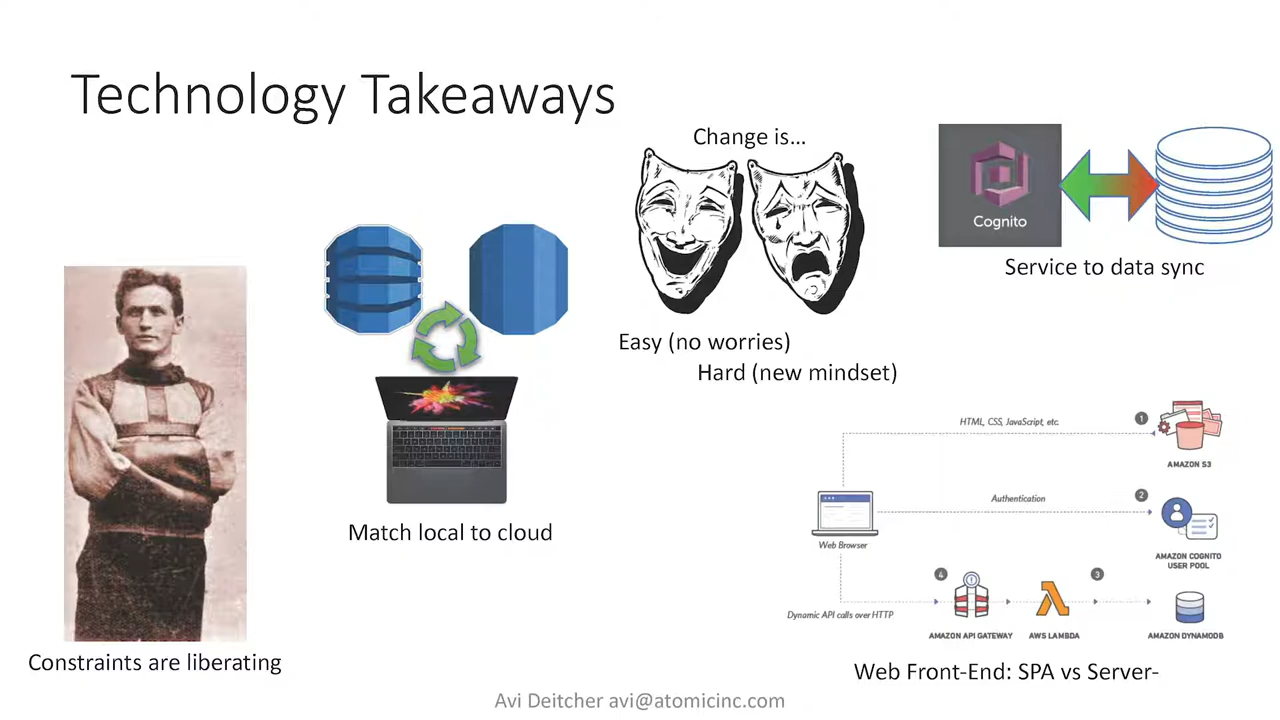 Technology Takeaways
Change is...
Cognito
Service to data sync
Easy (no worries)
Hard (new mindset)
Match local to cloud
Constraints are liberating
HTML, CSS, JavaScript, etc.
1
AMAZON S3
Authentication
2
Web Browser
AMAZON COGNITO
USER POOL
4
3
Dynamic API calls over HTTP
AMAZON API GATEWAY
AWS LAMBDA
AMAZON DYNAMODB
Web Front-End: SPA vs Server-
Avi Deitcher avi@atomicinc.com